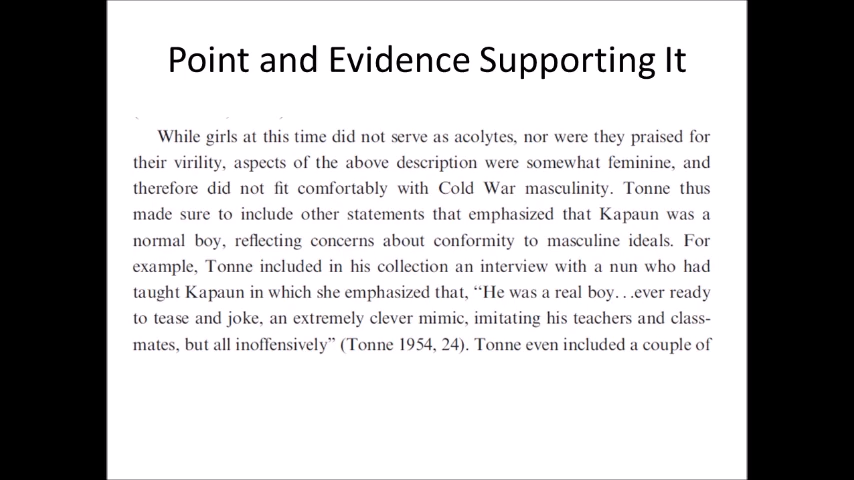 Point and Evidence Supporting It
While girls at this time did not serve as acolytes, nor were they praised for
their virility, aspects of the above description were somewhat feminine, and
therefore did not fit comfortably with Cold War masculinity. Tonne thus
made sure to include other statements that emphasized that Kapaun was a
normal boy, reflecting concerns about conformity to masculine ideals. For
example, Tonne included in his collection an interview with a nun who had
taught Kapaun in which she emphasized that, “He was a real boy. . .ever ready
to tease and joke, an extremely clever mimic, imitating his teachers and class-
mates, but all inoffensively” (Tonne 1954, 24). Tonne even included a couple of